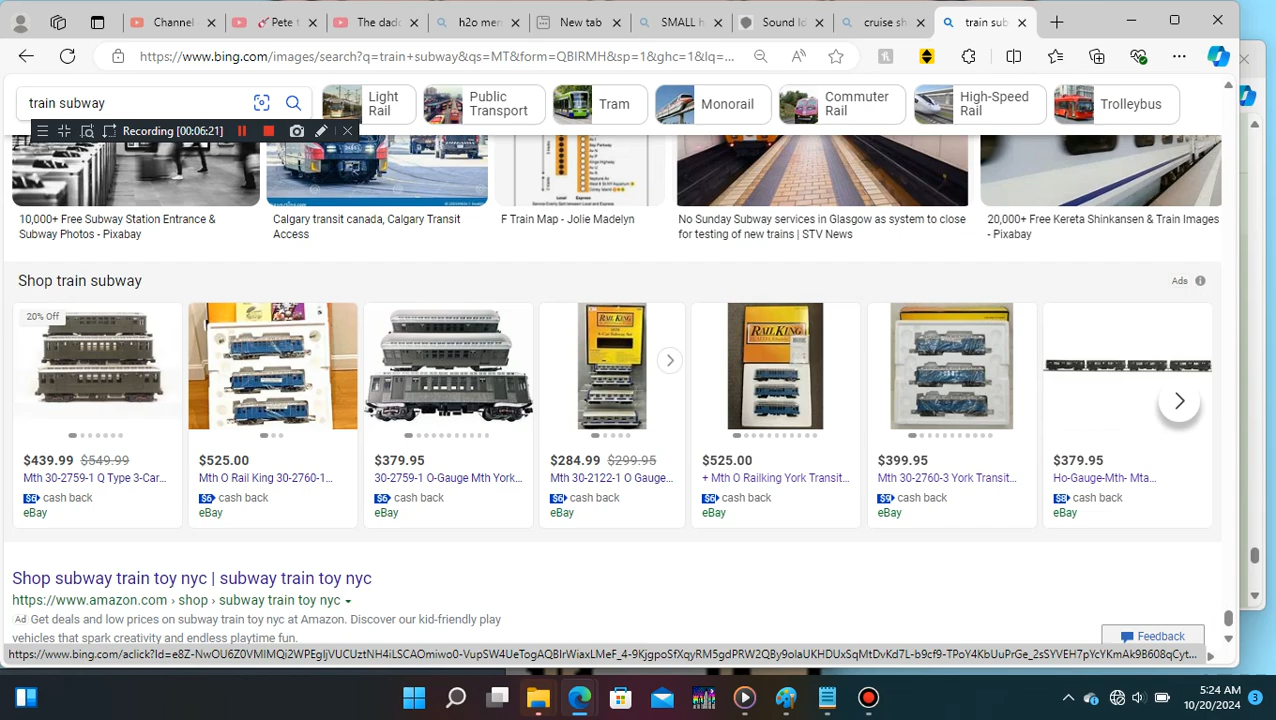 Channel
Pete t
The dad
h2o mer
New tab
SMALL h
Sound Id
cruise sh
train sub
https://www.bing.com/images/search?q=train+subway&qs=MT&form=QBIRMH&sp=1&ghc=1&lq=...
train subway
Light Rail
Public Transport
Tram
Monorail
Commuter Rail
High-Speed Rail
Trolleybus
Recording [00:06:21]
10,000+ Free Subway Station Entrance &
Subway Photos - Pixabay
Calgary transit canada, Calgary Transit
Access
F Train Map - Jolie Madelyn
No Sunday Subway services in Glasgow as system to close
for testing of new trains | STV News
20,000+ Free Kereta Shinkansen & Train Images
- Pixabay
Shop train subway
Ads
20% Off
RAIL KING
RAIL KING
$439.99 $549.99
Mth 30-2759-1 Q Type 3-Car...
$6 cash back
eBay
$525.00
Mth O Rail King 30-2760-1...
$6 cash back
eBay
$379.95
30-2759-1 O-Gauge Mth York...
$6 cash back
eBay
$284.99 $299.95
Mth 30-2122-1 O Gauge...
$6 cash back
eBay
$525.00
+ Mth O Railking York Transit...
$6 cash back
eBay
$399.95
Mth 30-2760-3 York Transit...
$9 cash back
eBay
$379.95
Ho-Gauge-Mth- Mta...
$8 cash back
eBay
Shop subway train toy nyc | subway train toy nyc
https://www.amazon.com › shop › subway train toy nyc
Ad Get deals and low prices on subway train toy nyc at Amazon. Discover our kid-friendly play
vehicles that spark creativity and endless playtime fun.
Feedback
5:24 AM
10/20/2024
3